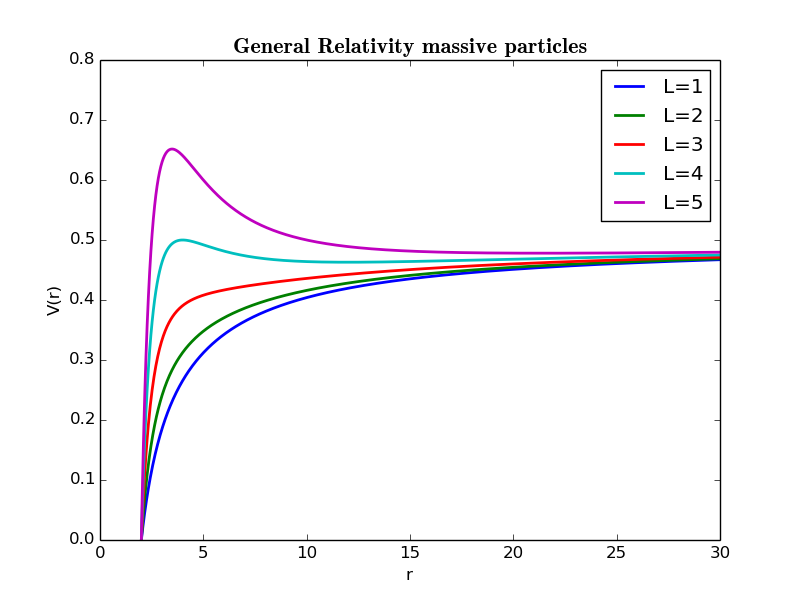 General Relativity massive particles
0.8
0.7
0.6
0.5
0.4
0.3
0.2
0.1
0.0
V(r)
L=1
L=2
L=3
L=4
L=5
0 5 10 15 20 25 30
r